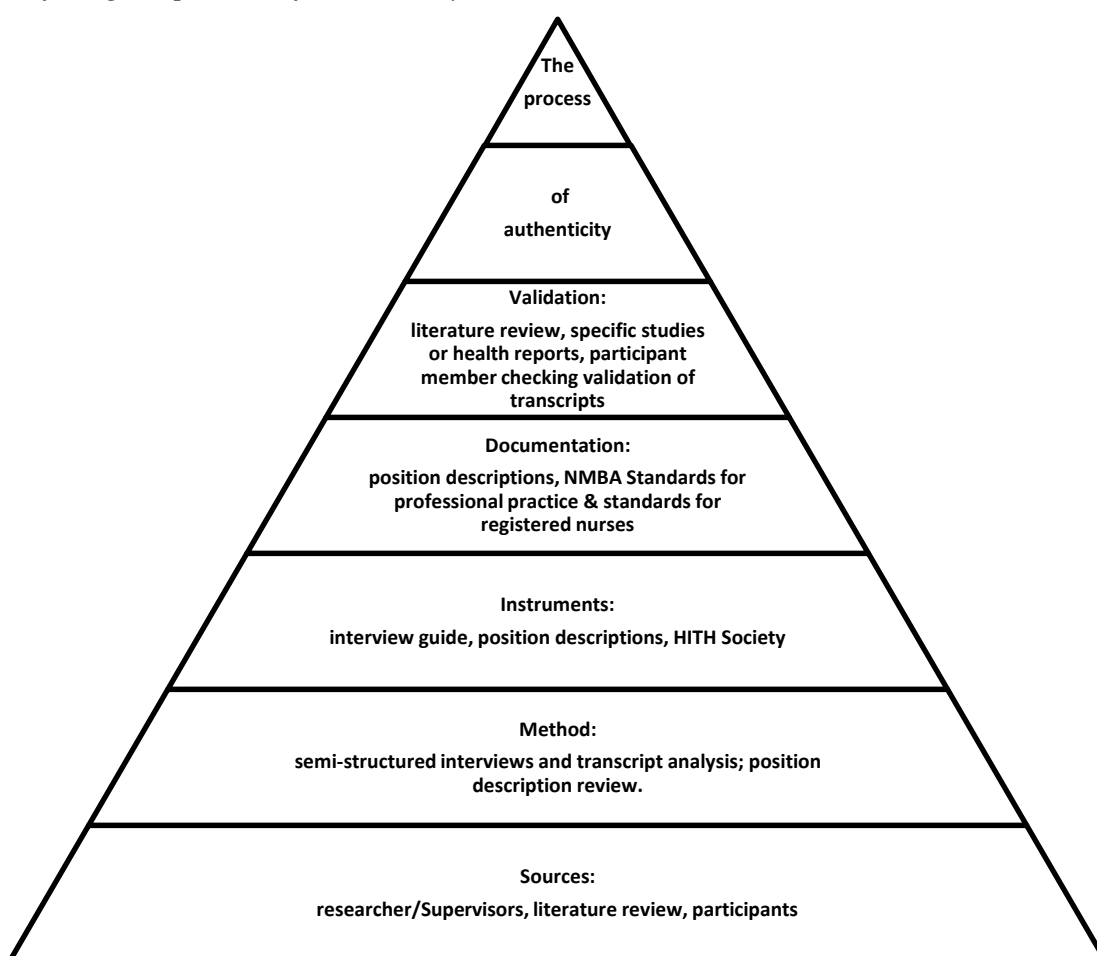 The
process
of
authenticity
Validation:
literature review, specific studies
or health reports, participant
member checking validation of
transcripts
Documentation:
position descriptions, NMBA Standards for
professional practice & standards for
registered nurses
Instruments:
interview guide, position descriptions, HITH Society
Method:
semi-structured interviews and transcript analysis; position
description review.
Sources:
researcher/Supervisors, literature review, participants